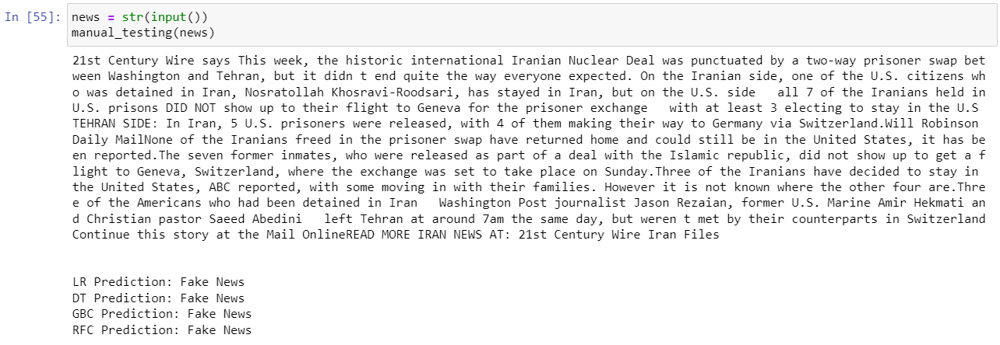 In [55]: news = str(input())
manual_testing(news)
21st Century Wire says This week, the historic international Iranian Nuclear Deal was punctuated by a two-way prisoner swap bet
ween Washington and Tehran, but it didn t end quite the way everyone expected. On the Iranian side, one of the U.S. citizens wh
o was detained in Iran, Nosratollah Khosravi-Roodsari, has stayed in Iran, but on the U.S. side   all 7 of the Iranians held in
U.S. prisons DID NOT show up to their flight to Geneva for the prisoner exchange   with at least 3 electing to stay in the U.S
TEHRAN SIDE: In Iran, 5 U.S. prisoners were released, with 4 of them making their way to Germany via Switzerland.Will Robinson
Daily MailNone of the Iranians freed in the prisoner swap have returned home and could still be in the United States, it has be
en reported.The seven former inmates, who were released as part of a deal with the Islamic republic, did not show up to get a f
light to Geneva, Switzerland, where the exchange was set to take place on Sunday.Three of the Iranians have decided to stay in
the United States, ABC reported, with some moving in with their families. However it is not known where the other four are.Thre
e of the Americans who had been detained in Iran   Washington Post journalist Jason Rezaian, former U.S. Marine Amir Hekmati an
d Christian pastor Saeed Abedini   left Tehran at around 7am the same day, but weren t met by their counterparts in Switzerland
Continue this story at the Mail OnlineREAD MORE IRAN NEWS AT: 21st Century Wire Iran Files
LR Prediction: Fake News
DT Prediction: Fake News
GBC Prediction: Fake News
RFC Prediction: Fake News